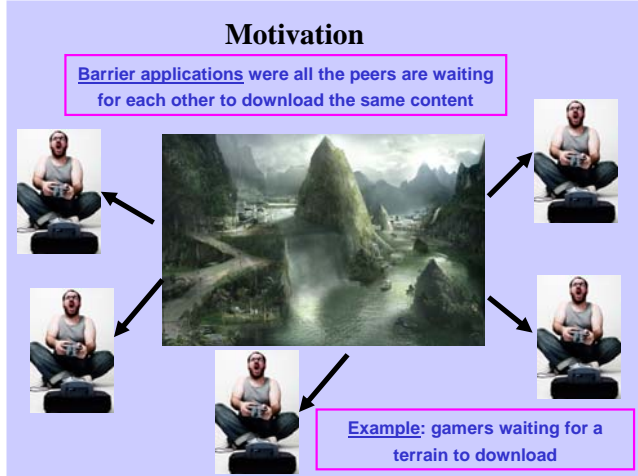 Motivation
Barrier applications were all the peers are waiting
for each other to download the same content
Example: gamers waiting for a
terrain to download